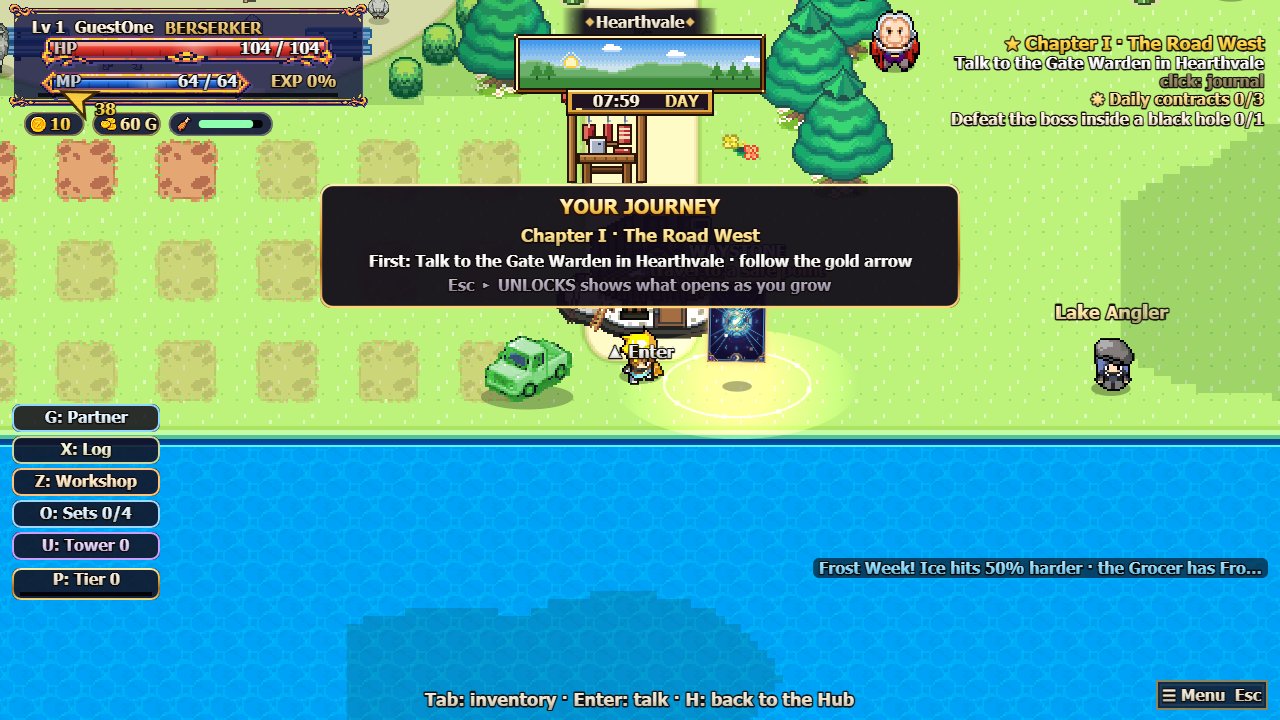 Lv 1 GuestOne BERSERKER
HP 104 / 104
MP 64 / 64 EXP 0%
38
10
60 G
Hearthvale
07:59 DAY
★ Chapter I · The Road West
Talk to the Gate Warden in Hearthvale
click: journal
Daily contracts 0/3
Defeat the boss inside a black hole 0/1
YOUR JOURNEY
Chapter I · The Road West
First: Talk to the Gate Warden in Hearthvale · follow the gold arrow
Esc ▸ UNLOCKS shows what opens as you grow
Lake Angler
▲ Enter
G: Partner
X: Log
Z: Workshop
O: Sets 0/4
U: Tower 0
P: Tier 0
Frost Week! Ice hits 50% harder · the Grocer has Fro...
Tab: inventory · Enter: talk · H: back to the Hub
☰ Menu Esc